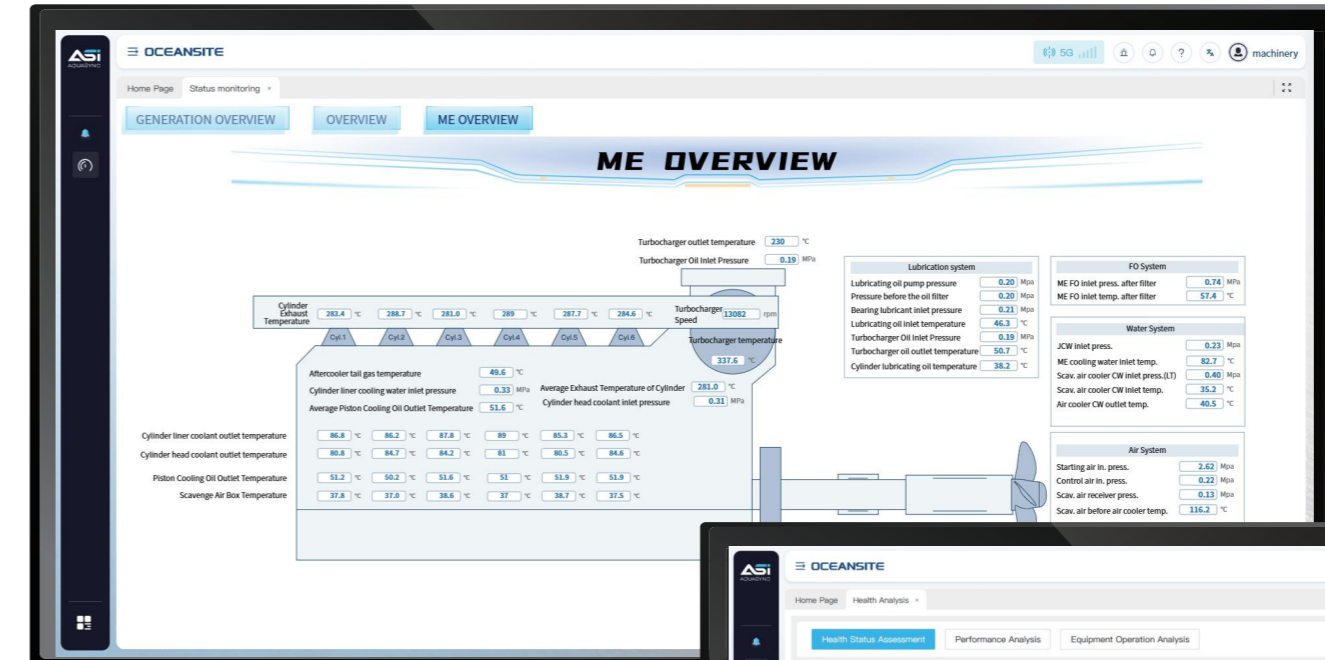 ASi
AQUASYNC
OCEANSITE
5G
?
machinery
Home Page Status monitoring ×
GENERATION OVERVIEW OVERVIEW ME OVERVIEW
ME OVERVIEW
Turbocharger outlet temperature 230 ℃
Turbocharger Oil Inlet Pressure 0.19 MPa
Cylinder Exhaust Temperature 283.4 ℃ 288.7 ℃ 281.0 ℃ 289 ℃ 287.7 ℃ 284.6 ℃
Turbocharger Speed 13082 rpm
Cyl.1 Cyl.2 Cyl.3 Cyl.4 Cyl.5 Cyl.6
Turbocharger temperature
337.6 ℃
Aftercooler tail gas temperature 49.6 ℃
Cylinder liner cooling water inlet pressure 0.33 MPa
Average Piston Cooling Oil Outlet Temperature 51.6 ℃
Average Exhaust Temperature of Cylinder 281.0 ℃
Cylinder head coolant inlet pressure 0.31 MPa
Cylinder liner coolant outlet temperature 86.8 ℃ 86.2 ℃ 87.8 ℃ 89 ℃ 85.3 ℃ 86.5 ℃
Cylinder head coolant outlet temperature 80.8 ℃ 84.7 ℃ 84.2 ℃ 81 ℃ 80.5 ℃ 84.6 ℃
Piston Cooling Oil Outlet Temperature 51.2 ℃ 50.2 ℃ 51.6 ℃ 51 ℃ 51.9 ℃ 51.9 ℃
Scavenge Air Box Temperature 37.8 ℃ 37.0 ℃ 38.6 ℃ 37 ℃ 38.7 ℃ 37.5 ℃
Lubrication system
Lubricating oil pump pressure 0.20 Mpa
Pressure before the oil filter 0.20 Mpa
Bearing lubricant inlet pressure 0.21 Mpa
Lubricating oil inlet temperature 46.3 ℃
Turbocharger Oil Inlet Pressure 0.19 MPa
Turbocharger oil outlet temperature 50.7 ℃
Cylinder lubricating oil temperature 38.2 ℃
FO System
ME FO inlet press. after filter 0.74 MPa
ME FO inlet temp. after filter 57.4 ℃
Water System
JCW inlet press. 0.23 Mpa
ME cooling water inlet temp. 82.7 ℃
Scav. air cooler CW inlet press.(LT) 0.40 Mpa
Scav. air cooler CW inlet temp. 35.2 ℃
Air cooler CW outlet temp. 40.5 ℃
Air System
Starting air in. press. 2.62 Mpa
Control air in. press. 0.22 Mpa
Scav. air receiver press. 0.13 Mpa
Scav. air before air cooler temp. 116.2 ℃
ASi
AQUASYNC
OCEANSITE
Home Page Health Analysis ×
Health Status Assessment Performance Analysis Equipment Operation Analysis